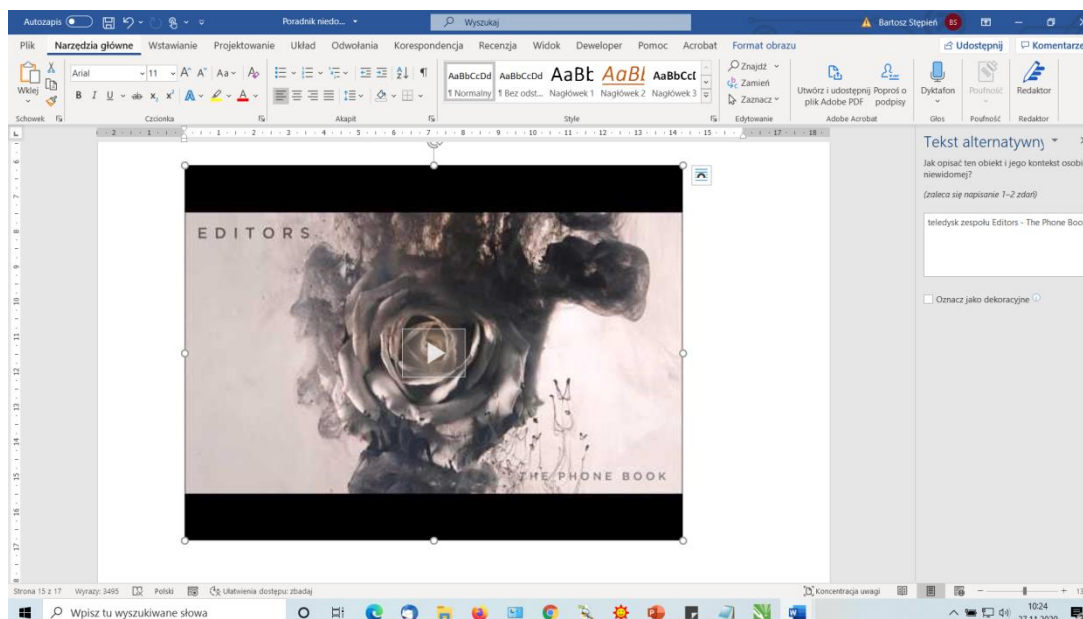 Autozapis
Poradnik niedo...
Wyszukaj
Bartosz Stępień
BS
Plik Narzędzia główne Wstawianie Projektowanie Układ Odwołania Korespondencja Recenzja Widok Deweloper Pomoc Acrobat Format obrazu
Udostępnij
Komentarze
Wklej
Schowek
Arial
11
Czcionka
Akapit
AaBbCcDd AaBbCcDd AaBb AaBb AaBbCc
¶ Normalny ¶ Bez odst... Nagłówek 1 Nagłówek 2 Nagłówek 3
Style
Znajdź
Zamień
Zaznacz
Edytowanie
Utwórz i udostępnij
plik Adobe PDF
Poproś o
podpisy
Adobe Acrobat
Dyktafon
Głos
Poufność
Poufność
Redaktor
Redaktor
EDITORS
THE PHONE BOOK
Tekst alternatywny
Jak opisać ten obiekt i jego kontekst osobie
niewidomej?
(zaleca się napisanie 1–2 zdań)
teledysk zespołu Editors - The Phone Boo
Oznacz jako dekoracyjne
Strona 15 z 17 Wyrazy: 3495 Polski Ułatwienia dostępu: zbadaj
Koncentracja uwagi
Wpisz tu wyszukiwane słowa
10:24
27.11.2020